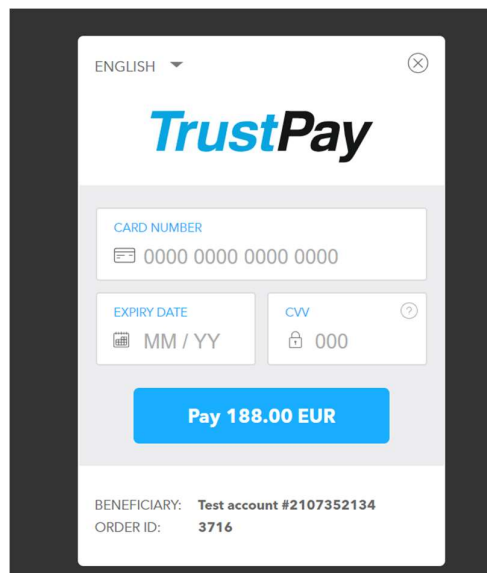 ENGLISH
TrustPay
CARD NUMBER
0000 0000 0000 0000
EXPIRY DATE
MM / YY
CVV
?
000
Pay 188.00 EUR
BENEFICIARY: Test account #2107352134
ORDER ID: 3716